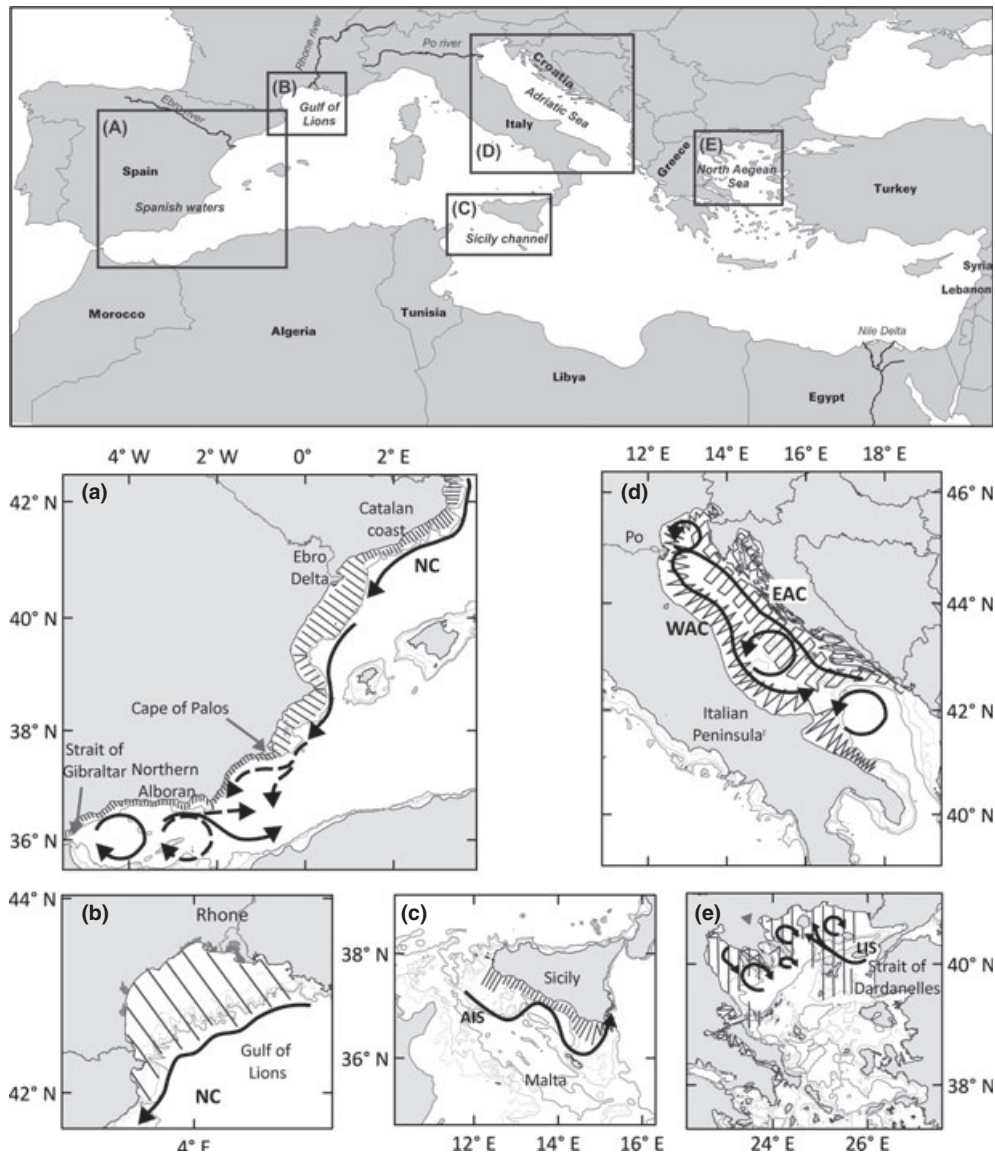 Rhone river
Po river
(B)
Gulf of
Lions
Croatia
Adriatic Sea
Italy
(D)
(A)
Ebro river
Spain
Spanish waters
(E)
North Aegean
Sea
Greece
Turkey
(C)
Sicily channel
Syria
Lebanon
Morocco
Algeria
Tunisia
Libya
Nile Delta
Egypt
4° W 2° W 0° 2° E
(a)
42° N
40° N
38° N
36° N
Catalan
coast
Ebro
Delta
NC
Cape of Palos
Strait of
Gibraltar
Northern
Alboran
12° E 14° E 16° E 18° E
(d)
46° N
44° N
42° N
40° N
Po
EAC
WAC
Italian
Peninsula
(b)
44° N
42° N
Rhone
Gulf of
Lions
NC
4° E
(c)
38° N
36° N
Sicily
AIS
Malta
12° E 14° E 16° E
(e)
40° N
38° N
LIS
Strait of
Dardanelles
24° E 26° E